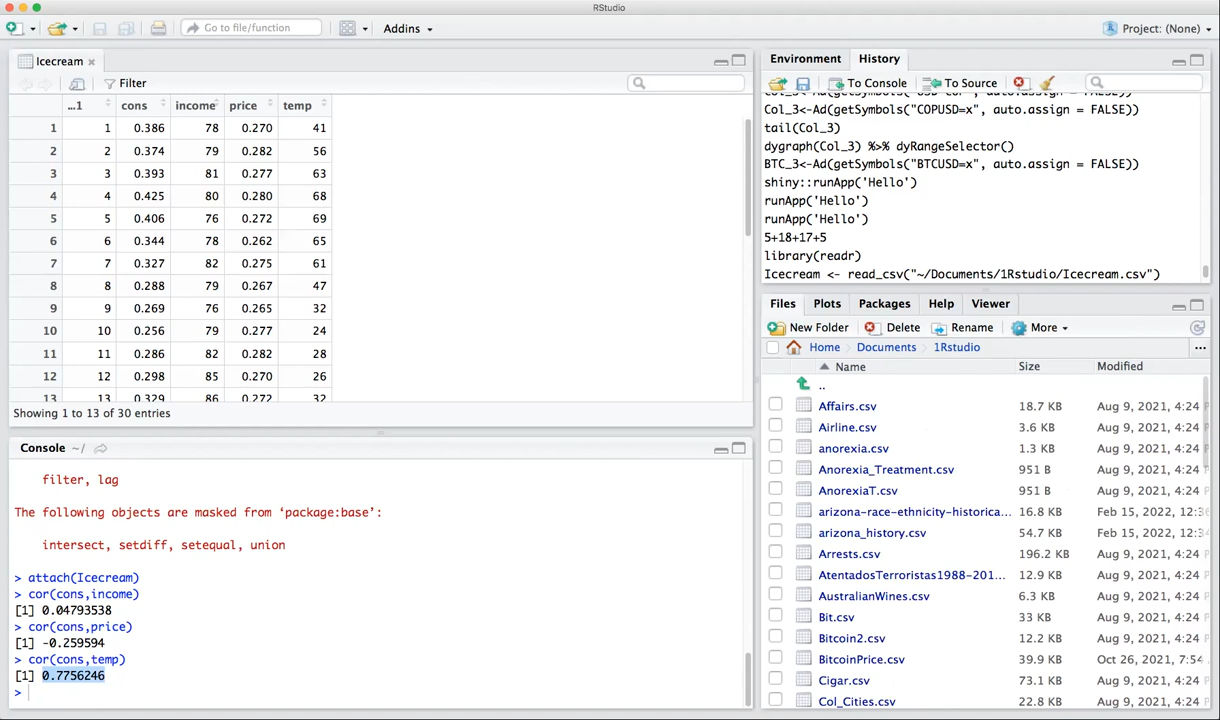 RStudio
Go to file/function
Addins
Project: (None)
Icecream
Filter
...1 cons income price temp
1 1 0.386 78 0.270 41
2 2 0.374 79 0.282 56
3 3 0.393 81 0.277 63
4 4 0.425 80 0.280 68
5 5 0.406 76 0.272 69
6 6 0.344 78 0.262 65
7 7 0.327 82 0.275 61
8 8 0.288 79 0.267 47
9 9 0.269 76 0.265 32
10 10 0.256 79 0.277 24
11 11 0.286 82 0.282 28
12 12 0.298 85 0.270 26
13 13 0.329 86 0.272 32
Showing 1 to 13 of 30 entries
Console ~/
filter, lag
The following objects are masked from ‘package:base’:
intersect, setdiff, setequal, union
> attach(Icecream)
> cor(cons,income)
[1] 0.04793538
> cor(cons,price)
[1] -0.259594
> cor(cons,temp)
[1] 0.7756246
>
Environment History
To Console To Source
Col_3<-Ad(getSymbols("COPUSD=x", auto.assign = FALSE))
tail(Col_3)
dygraph(Col_3) %>% dyRangeSelector()
BTC_3<-Ad(getSymbols("BTCUSD=x", auto.assign = FALSE))
shiny::runApp('Hello')
runApp('Hello')
runApp('Hello')
5+18+17+5
library(readr)
Icecream <- read_csv("~/Documents/1Rstudio/Icecream.csv")
Files Plots Packages Help Viewer
New Folder Delete Rename More
Home Documents 1Rstudio ...
Name Size Modified
..
Affairs.csv 18.7 KB Aug 9, 2021, 4:24
Airline.csv 3.6 KB Aug 9, 2021, 4:24
anorexia.csv 1.3 KB Aug 9, 2021, 4:24
Anorexia_Treatment.csv 951 B Aug 9, 2021, 4:24
AnorexiaT.csv 951 B Aug 9, 2021, 4:24
arizona-race-ethnicity-historica... 16.8 KB Feb 15, 2022, 12:
arizona_history.csv 54.7 KB Feb 15, 2022, 12:
Arrests.csv 196.2 KB Aug 9, 2021, 4:24
AtentadosTerroristas1988-201... 12.9 KB Aug 9, 2021, 4:24
AustralianWines.csv 6.3 KB Aug 9, 2021, 4:24
Bit.csv 33 KB Aug 9, 2021, 4:24
Bitcoin2.csv 12.2 KB Aug 9, 2021, 4:24
BitcoinPrice.csv 39.9 KB Oct 26, 2021, 7:54
Cigar.csv 73.1 KB Aug 9, 2021, 4:24
Col_Cities.csv 22.8 KB Aug 9, 2021, 4:24